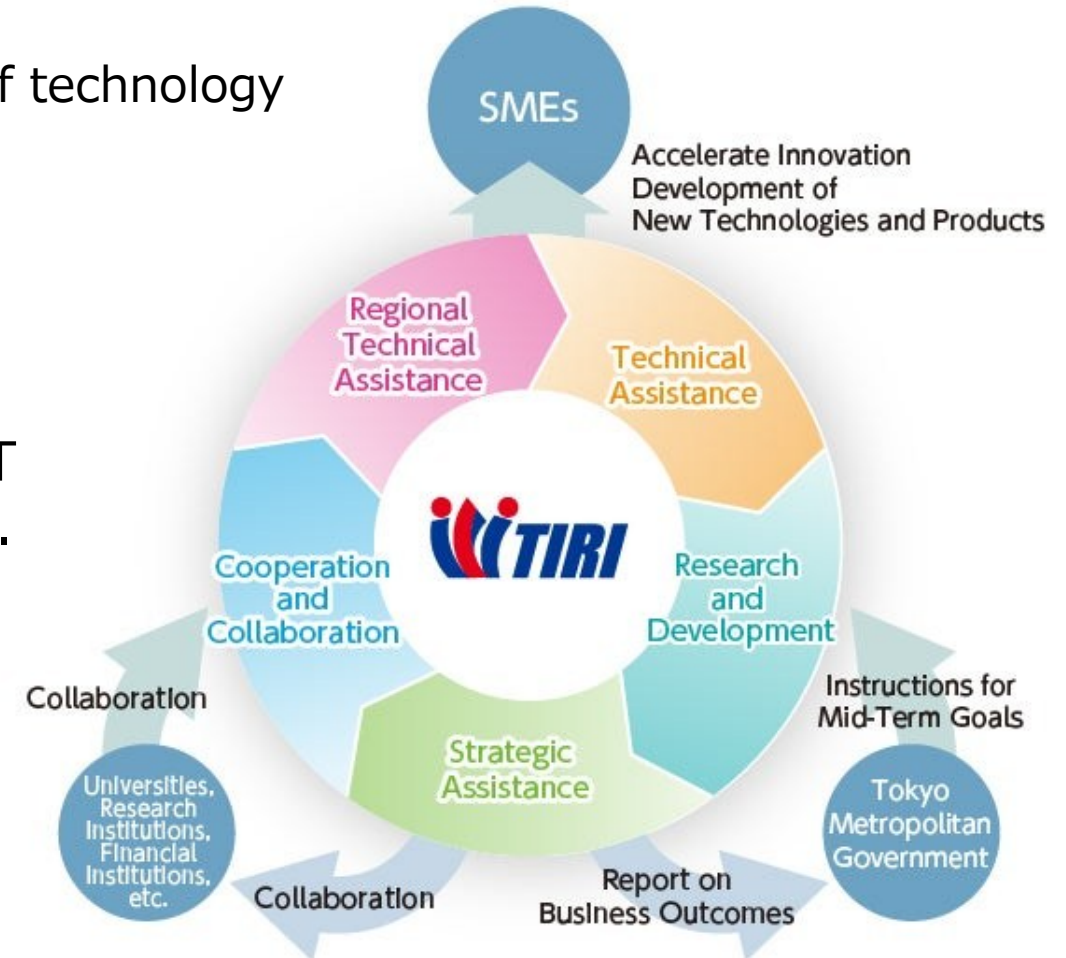 f technology
SMEs
Accelerate Innovation
Development of
New Technologies and Products
Regional
Technical
Assistance
Technical
Assistance
T
.
TIRI
Cooperation
and
Collaboration
Research
and
Development
Collaboration
Instructions for
Mid-Term Goals
Strategic
Assistance
Universities,
Research
Institutions,
Financial
Institutions,
etc.
Tokyo
Metropolitan
Government
Collaboration
Report on
Business Outcomes